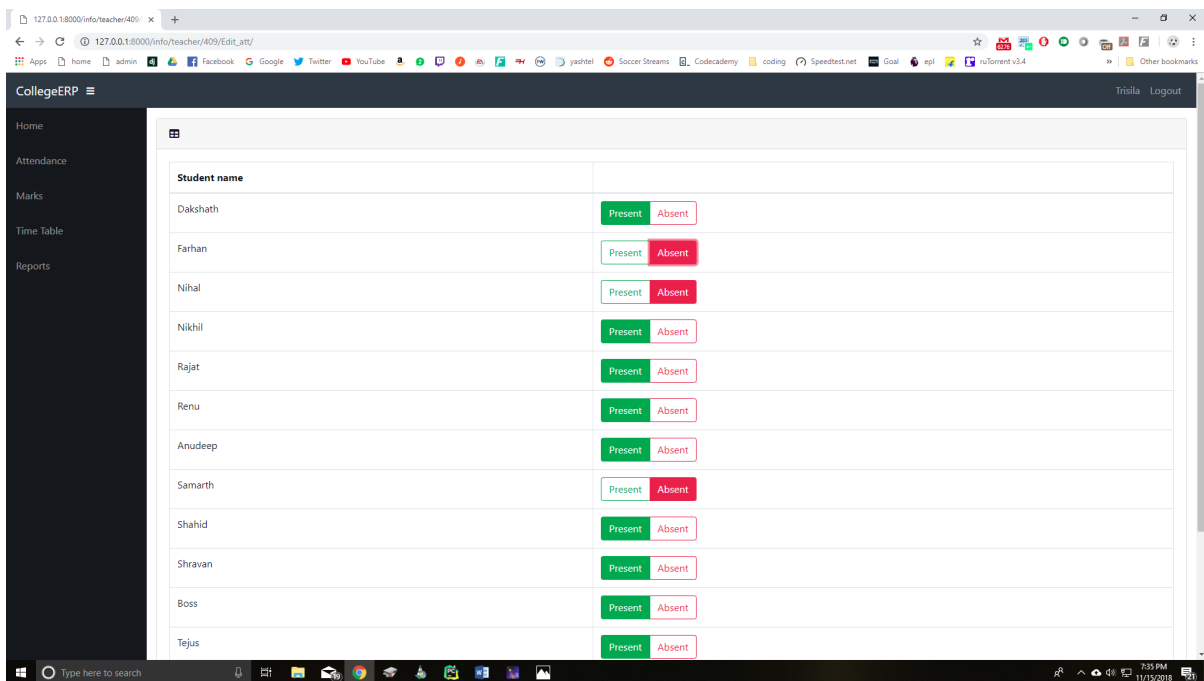 127.0.0.1:8000/info/teacher/409/
127.0.0.1:8000/info/teacher/409/Edit_att/
Apps home admin Facebook Google Twitter YouTube yashtel Soccer Streams Codecademy coding Speedtest.net Goal epl ruTorrent v3.4 Other bookmarks
CollegeERP Trisila Logout
Home
Attendance
Marks
Time Table
Reports
Student name
Dakshath Present Absent
Farhan Present Absent
Nihal Present Absent
Nikhil Present Absent
Rajat Present Absent
Renu Present Absent
Anudeep Present Absent
Samarth Present Absent
Shahid Present Absent
Shravan Present Absent
Boss Present Absent
Tejus Present Absent
Type here to search
7:35 PM
11/15/2018